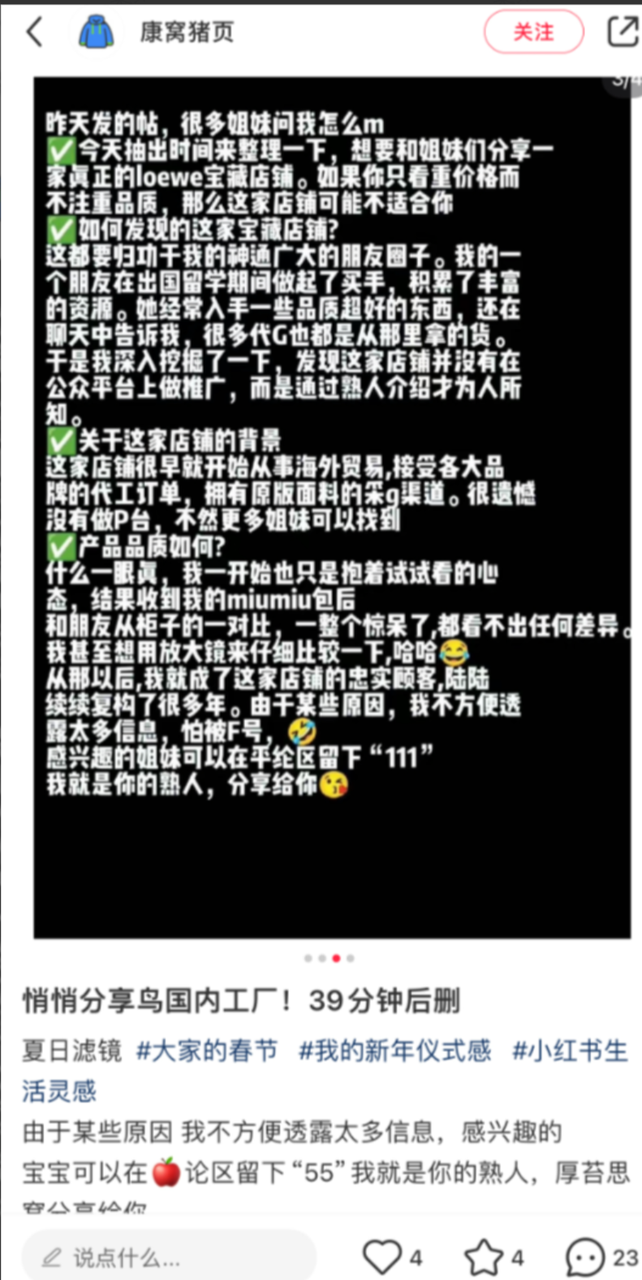 康窝猪页
关注
3/4
昨天发的帖，很多姐妹问我怎么m
✅今天抽出时间来整理一下，想要和姐妹们分享一
家真正的loewe宝藏店铺。如果你只看重价格而
不注重品质，那么这家店铺可能不适合你
✅如何发现的这家宝藏店铺?
这都要归功于我的神通广大的朋友圈子。我的一
个朋友在出国留学期间做起了买手，积累了丰富
的资源。她经常入手一些品质超好的东西，还在
聊天中告诉我，很多代G也都是从那里拿的货。
于是我深入挖掘了一下，发现这家店铺并没有在
公众平台上做推广，而是通过熟人介绍才为人所
知。
✅关于这家店铺的背景
这家店铺很早就开始从事海外贸易,接受各大品
牌的代工订单，拥有原版面料的采g渠道。很遗憾
没有做P台，不然更多姐妹可以找到
✅产品品质如何?
什么一眼真，我一开始也只是抱着试试看的心
态，结果收到我的miumiu包后
和朋友从柜子的一对比，一整个惊呆了,都看不出任何差异。
我甚至想用放大镜来仔细比较一下,哈哈😂
从那以后,我就成了这家店铺的忠实顾客,陆陆
续续复构了很多年。由于某些原因，我不方便透
露太多信息，怕被F号，🤣
感兴趣的姐妹可以在平纶区留下“111”
我就是你的熟人，分享给你😘
悄悄分享鸟国内工厂！39分钟后删
夏日滤镜 #大家的春节 #我的新年仪式感 #小红书生
活灵感
由于某些原因 我不方便透露太多信息，感兴趣的
宝宝可以在🍎论区留下“55”我就是你的熟人，厚苔思
窝分享给你
说点什么...
4
4
23